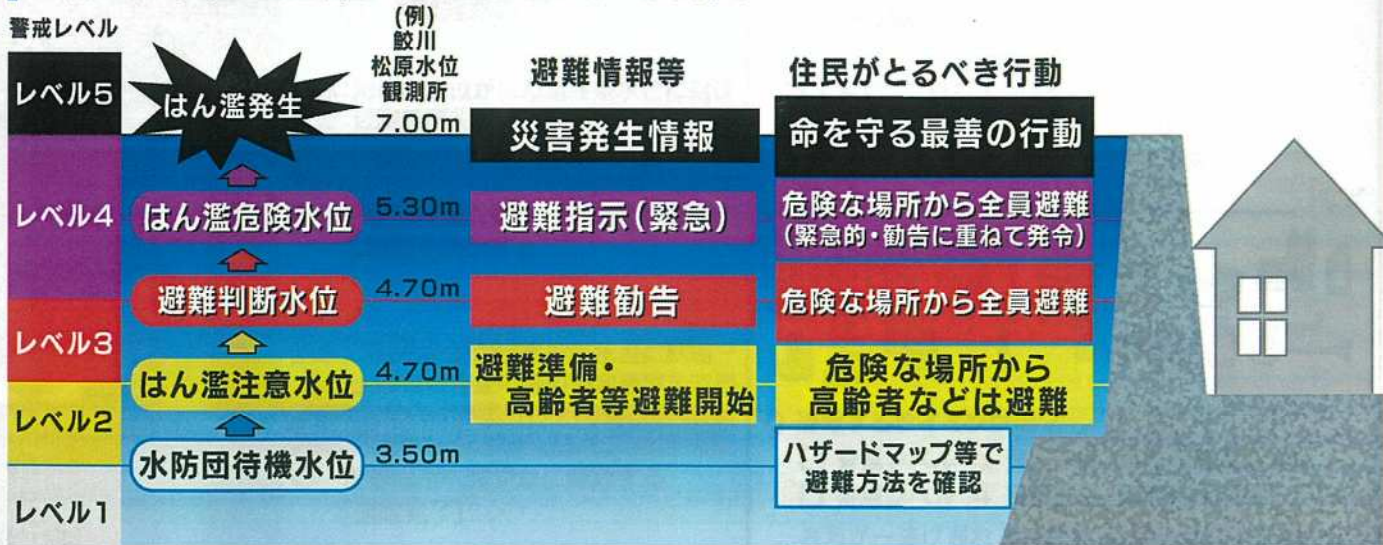 警戒レベル
(例)
鮫川
松原水位
観測所
避難情報等
住民がとるべき行動
レベル5
はん濫発生
7.00m
災害発生情報
命を守る最善の行動
レベル4
はん濫危険水位
5.30m
避難指示(緊急)
危険な場所から全員避難
(緊急的・勧告に重ねて発令)
避難判断水位
4.70m
避難勧告
危険な場所から全員避難
レベル3
はん濫注意水位
4.70m
避難準備・
高齢者等避難開始
危険な場所から
高齢者などは避難
レベル2
水防団待機水位
3.50m
ハザードマップ等で
避難方法を確認
レベル1